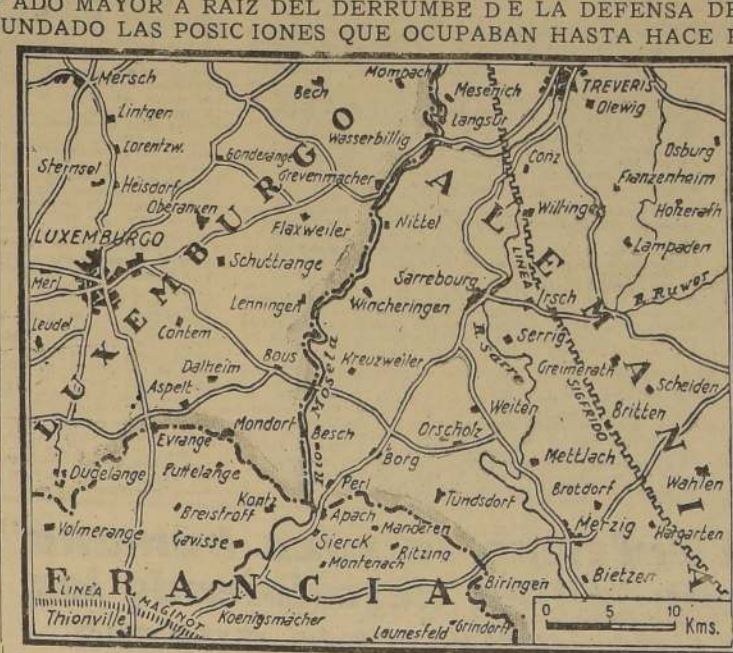 ADO MAYOR A RAIZ DEL DERRUMBE DE LA DEFENSA DE
UNDADO LAS POSICIONES QUE OCUPABAN HASTA HACE
Mersch
Bech
Mompach
Mesenich
TREVERIS
Olewig
Lintgen
Langsur
Lorentzw.
Wasserbillig
Conz
Osburg
Steinsel
Gonderange
Franzenheim
Heisdorf
Grevenmacher
Oberanven
Wiltingen
Holzerath
Flaxweiler
Nittel
Lampaden
LUXEMBURGO
Schuttrange
Sarrebourg
LINEA
Merl
Irsch
R. Ruwer
Lenningen
Wincheringen
Leudel
Contem
Serrig
R. Sarre
Bous
Kreuzweiler
Greimerath
Dalheim
Scheiden
Aspelt
SIGFRIDO
Rio Mosela
Weiten
Britten
LUXEMBURGO
ALEMANIA
Mondorf
Besch
Orscholz
Evrange
Borg
Mettlach
Dudelange
Puttelange
Wahlen
Perl
Tundsdorf
Brotdorf
Kontz
Breistroff
Apach
Manderen
Merzig
Hargarten
Volmerange
Gavisse
Sierck
Ritzing
Montenach
Bietzen
Biringen
FRANCIA
LINEA MAGINOT
Thionville
Koenigsmacher
Launesfeld
Grindorff
0 5 10
Kms.